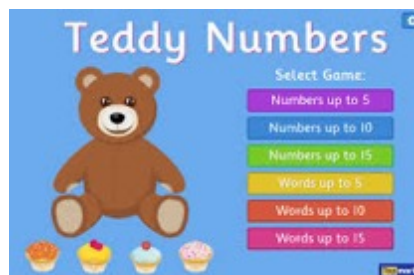 Teddy Numbers
Select Game:
Numbers up to 5
Numbers up to 10
Numbers up to 15
Words up to 5
Words up to 10
Words up to 15